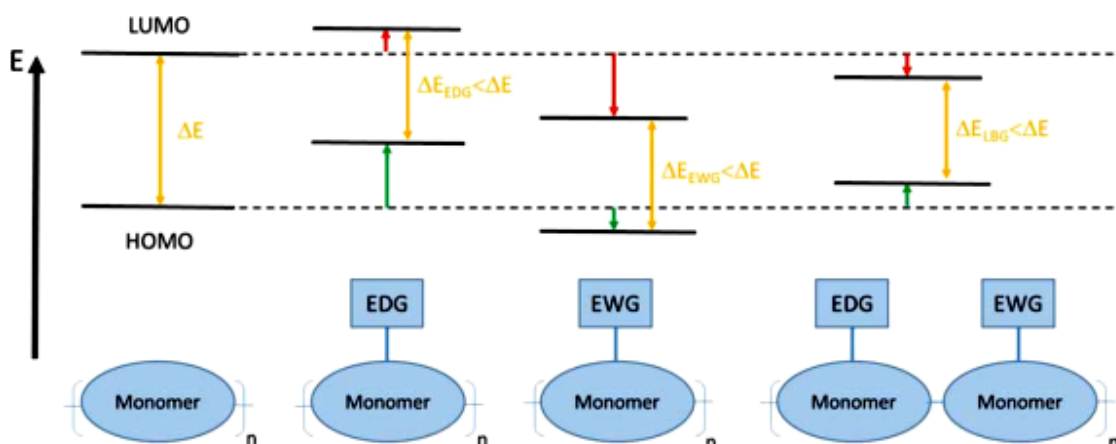 LUMO
E
ΔE
ΔE_EDG<ΔE
ΔE_EWG<ΔE
ΔE_LBG<ΔE
HOMO
EDG
EWG
EDG
EWG
Monomer
n
Monomer
n
Monomer
n
Monomer
Monomer
n